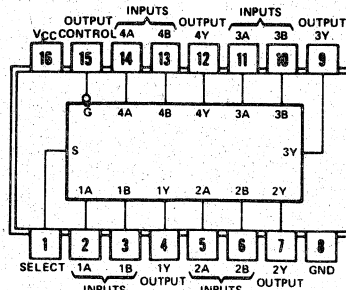 INPUTS INPUTS
OUTPUT OUTPUT OUTPUT
VCC CONTROL 4A 4B 4Y 3A 3B 3Y
16 15 14 13 12 11 10 9
G 4A 4B 4Y 3A 3B
S 3Y
1A 1B 1Y 2A 2B 2Y
1 2 3 4 5 6 7 8
SELECT 1A 1B 1Y 2A 2B 2Y GND
INPUTS OUTPUT INPUTS OUTPUT